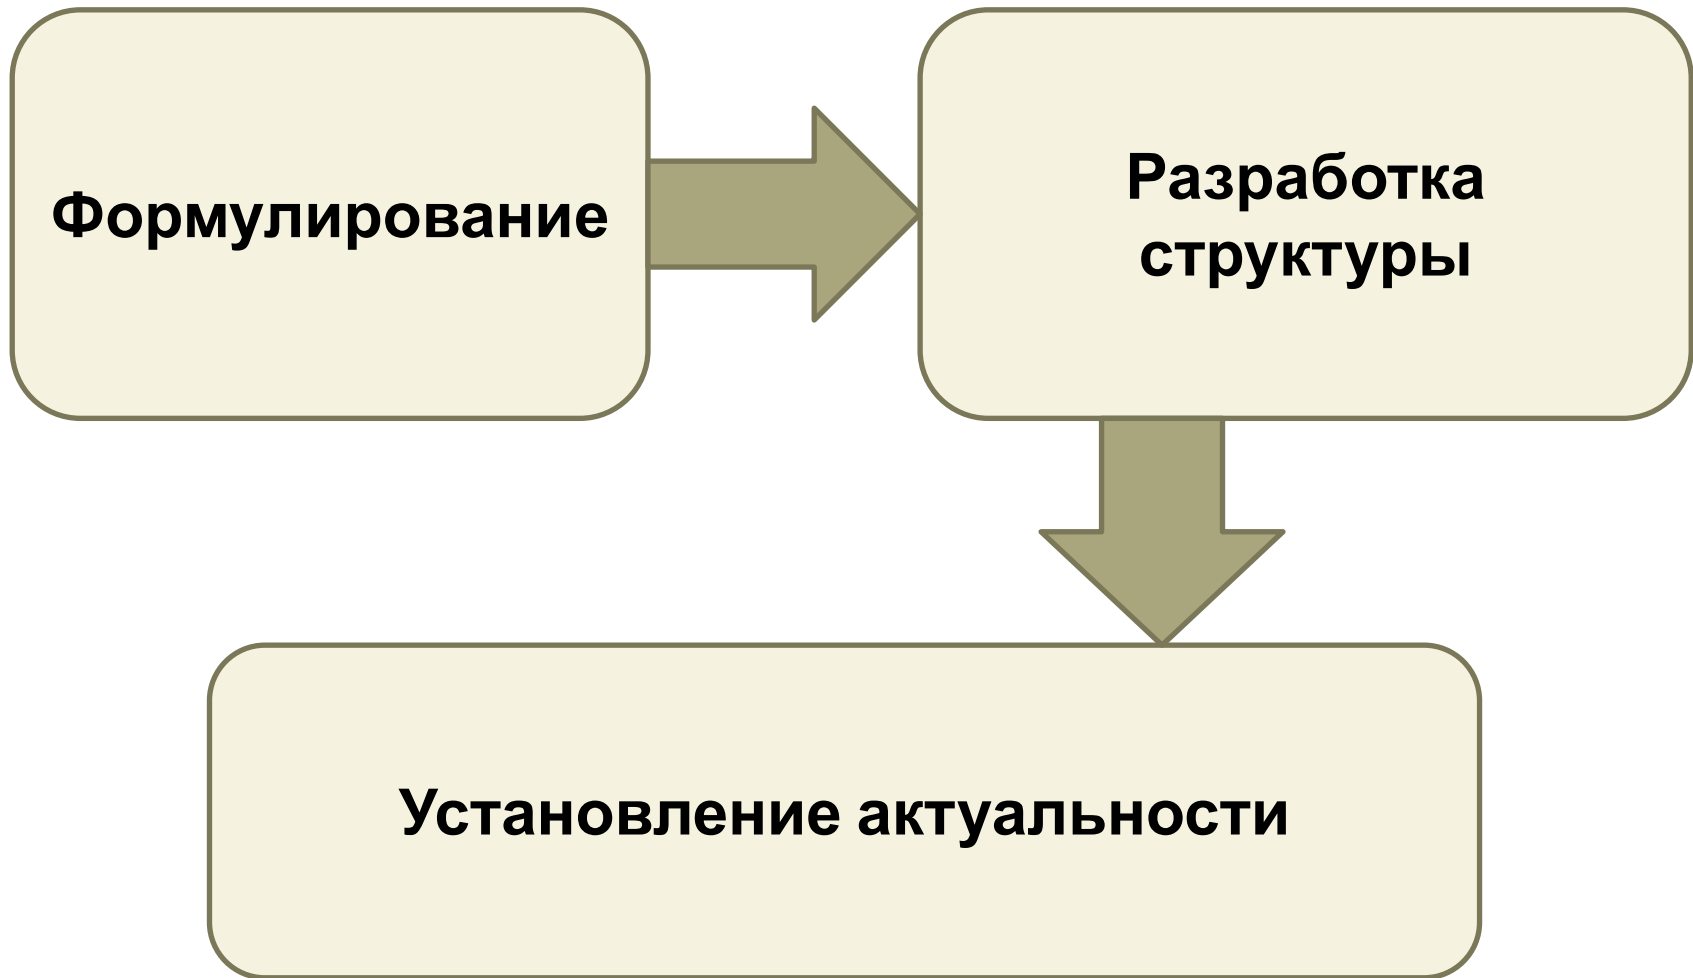 Формулирование
Разработка
структуры
Установление актуальности